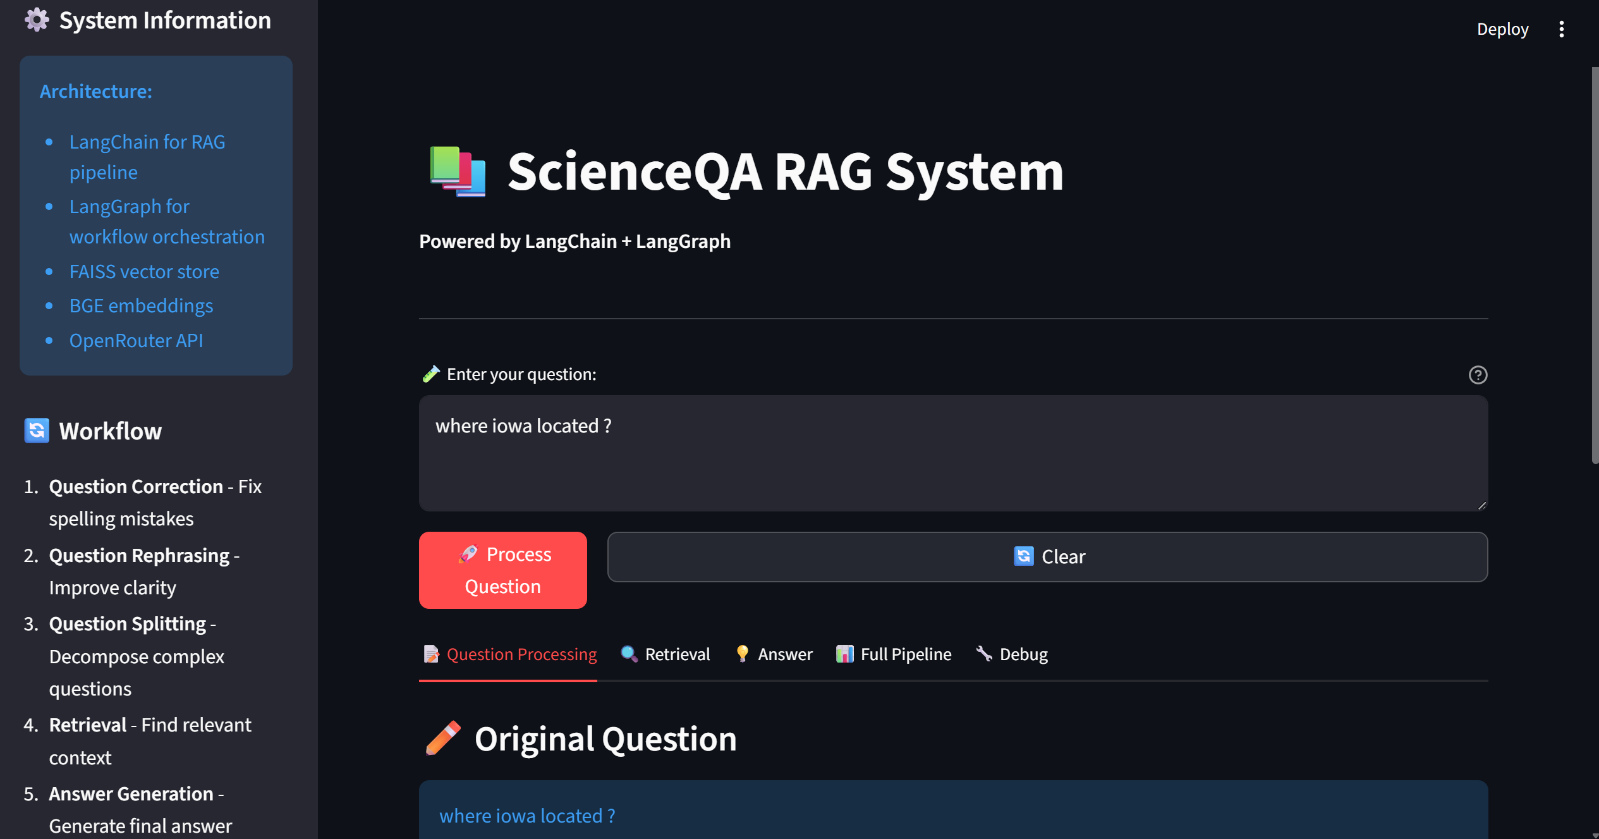 System Information
Architecture:
LangChain for RAG
pipeline
LangGraph for
workflow orchestration
FAISS vector store
BGE embeddings
OpenRouter API
Workflow
1. Question Correction - Fix
spelling mistakes
2. Question Rephrasing -
Improve clarity
3. Question Splitting -
Decompose complex
questions
4. Retrieval - Find relevant
context
5. Answer Generation -
Generate final answer
Deploy
ScienceQA RAG System
Powered by LangChain + LangGraph
Enter your question:
where iowa located ?
Process
Question
Clear
Question Processing Retrieval Answer Full Pipeline Debug
Original Question
where iowa located ?